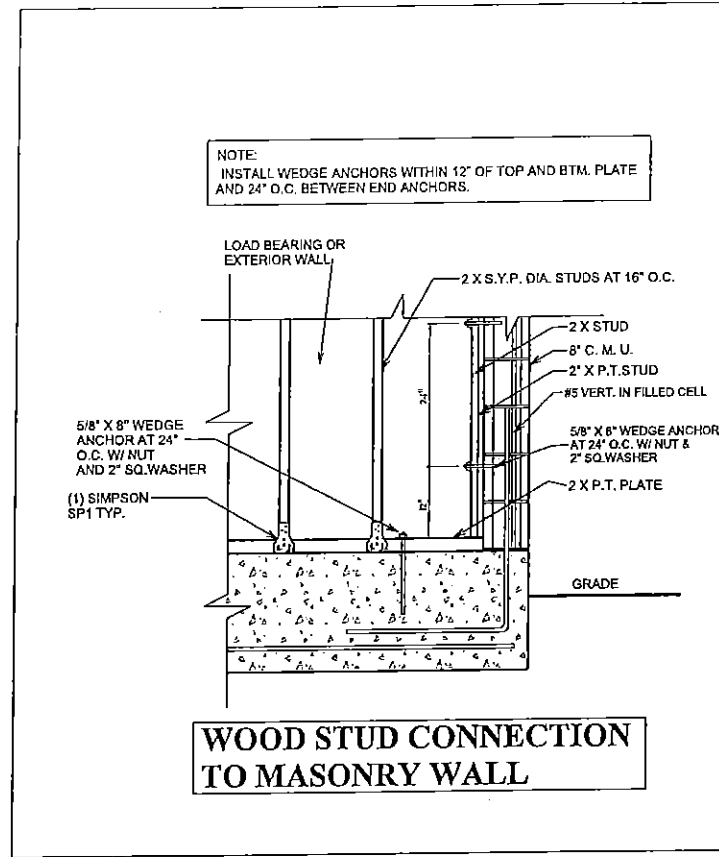 NOTE:
INSTALL WEDGE ANCHORS WITHIN 12" OF TOP AND BTM. PLATE
AND 24" O.C. BETWEEN END ANCHORS.
LOAD BEARING OR
EXTERIOR WALL
2 X S.Y.P. DIA. STUDS AT 16" O.C.
2 X STUD
8" C. M. U.
2" X P.T. STUD
#5 VERT. IN FILLED CELL
24"
5/8" X 8" WEDGE
ANCHOR AT 24"
O.C. W/ NUT
AND 2" SQ.WASHER
5/8" X 6" WEDGE ANCHOR
AT 24" O.C. W/ NUT &
2" SQ.WASHER
12"
2 X P.T. PLATE
(1) SIMPSON
SP1 TYP.
GRADE
WOOD STUD CONNECTION
TO MASONRY WALL